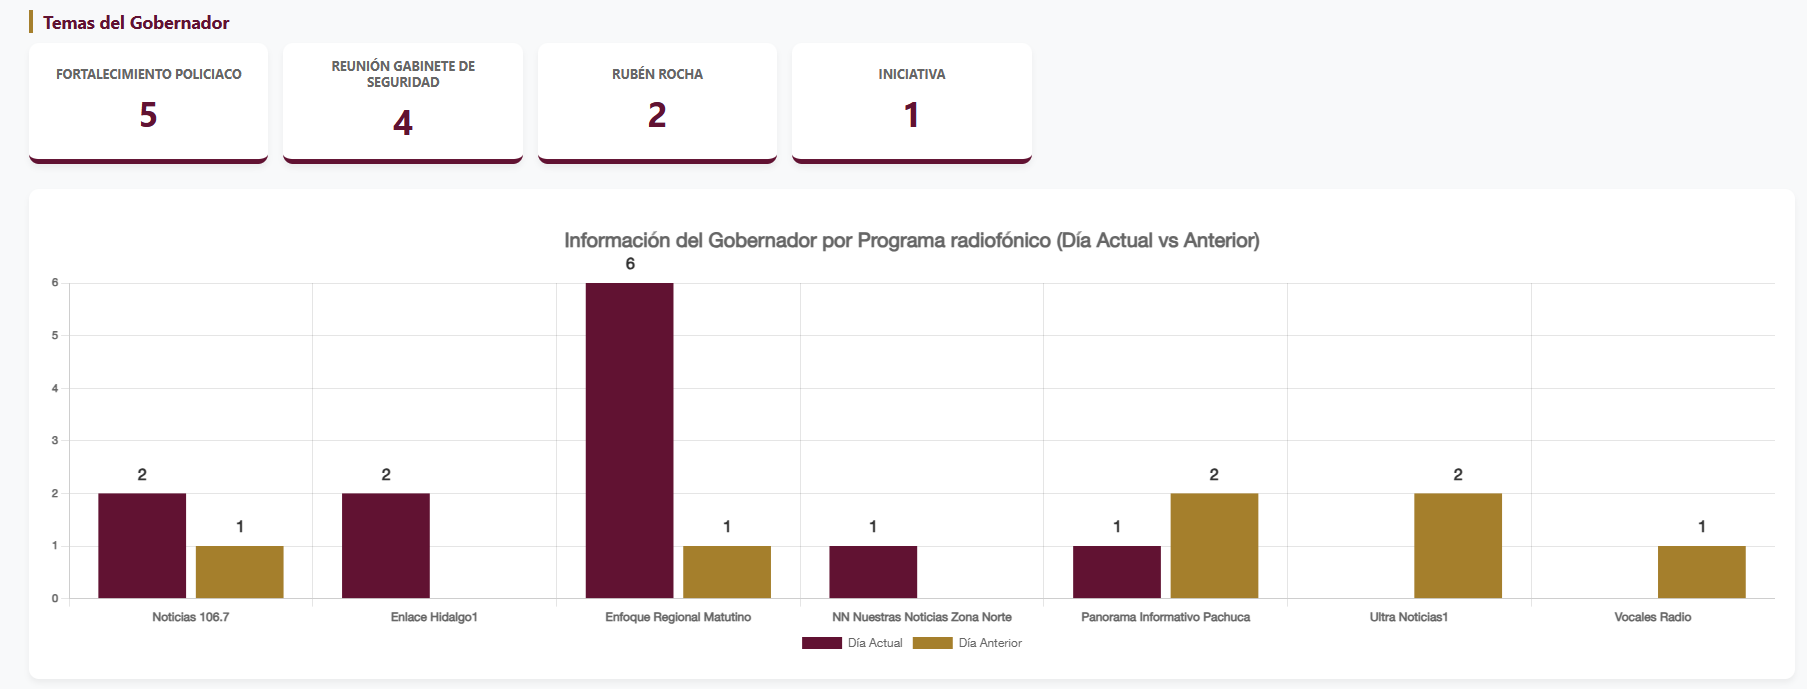 Temas del Gobernador
FORTALECIMIENTO POLICIACO
5
REUNIÓN GABINETE DE
SEGURIDAD
4
RUBÉN ROCHA
2
INICIATIVA
1
Información del Gobernador por Programa radiofónico (Día Actual vs Anterior)
6
5
4
3
2
1
0
2
1
2
6
1
1
1
2
2
1
Noticias 106.7
Enlace Hidalgo1
Enfoque Regional Matutino
NN Nuestras Noticias Zona Norte
Panorama Informativo Pachuca
Ultra Noticias1
Vocales Radio
Día Actual
Día Anterior